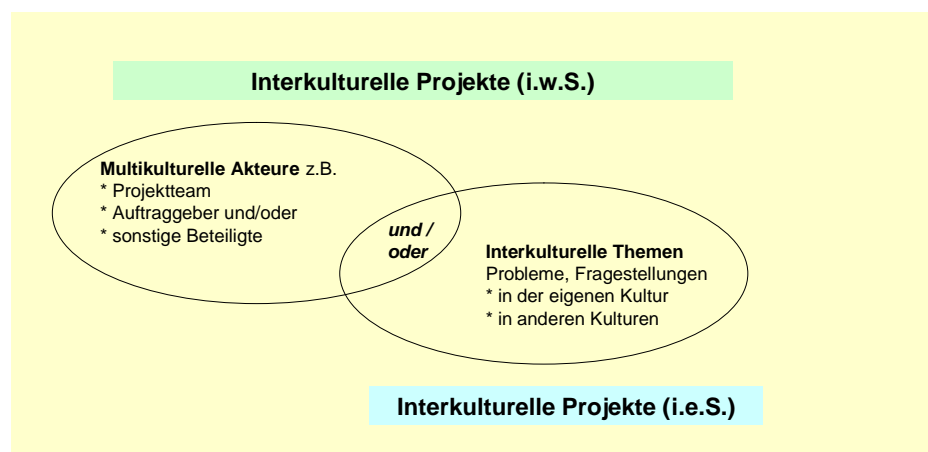 Interkulturelle Projekte (i.w.S.)
Multikulturelle Akteure z.B.
* Projektteam
* Auftraggeber und/oder
* sonstige Beteiligte
und /
oder
Interkulturelle Themen
Probleme, Fragestellungen
* in der eigenen Kultur
* in anderen Kulturen
Interkulturelle Projekte (i.e.S.)